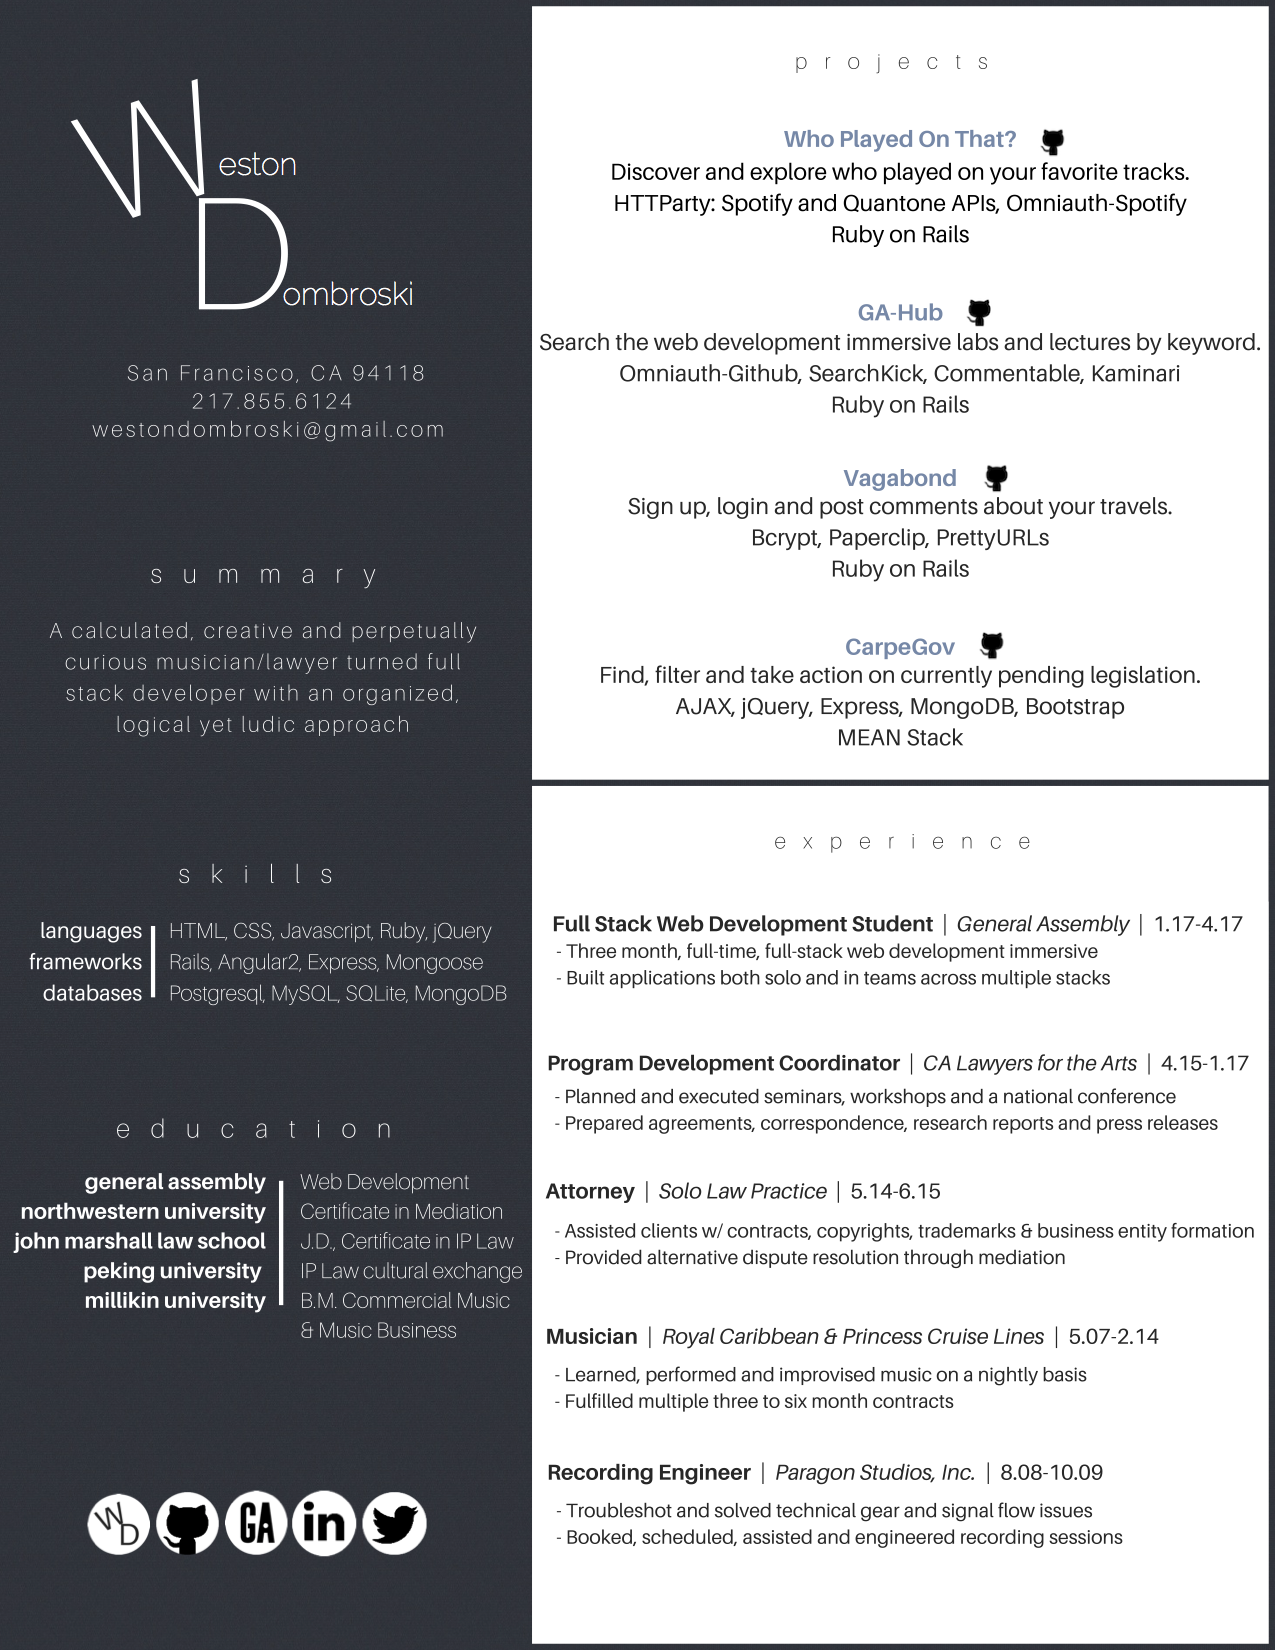 Weston
Dombroski
San Francisco, CA 94118
217.855.6124
westondombroski@gmail.com
summary
A calculated, creative and perpetually
curious musician/lawyer turned full
stack developer with an organized,
logical yet ludic approach
skills
languages HTML, CSS, Javascript, Ruby, jQuery
frameworks Rails, Angular2, Express, Mongoose
databases Postgresql, MySQL, SQLite, MongoDB
education
general assembly Web Development
northwestern university Certificate in Mediation
john marshall law school J.D., Certificate in IP Law
peking university IP Law cultural exchange
millikin university B.M. Commercial Music
& Music Business
WD GA in
projects
Who Played On That?
Discover and explore who played on your favorite tracks.
HTTParty: Spotify and Quantone APIs, Omniauth-Spotify
Ruby on Rails
GA-Hub
Search the web development immersive labs and lectures by keyword.
Omniauth-Github, SearchKick, Commentable, Kaminari
Ruby on Rails
Vagabond
Sign up, login and post comments about your travels.
Bcrypt, Paperclip, PrettyURLs
Ruby on Rails
CarpeGov
Find, filter and take action on currently pending legislation.
AJAX, jQuery, Express, MongoDB, Bootstrap
MEAN Stack
experience
Full Stack Web Development Student | General Assembly | 1.17-4.17
- Three month, full-time, full-stack web development immersive
- Built applications both solo and in teams across multiple stacks
Program Development Coordinator | CA Lawyers for the Arts | 4.15-1.17
- Planned and executed seminars, workshops and a national conference
- Prepared agreements, correspondence, research reports and press releases
Attorney | Solo Law Practice | 5.14-6.15
- Assisted clients w/ contracts, copyrights, trademarks & business entity formation
- Provided alternative dispute resolution through mediation
Musician | Royal Caribbean & Princess Cruise Lines | 5.07-2.14
- Learned, performed and improvised music on a nightly basis
- Fulfilled multiple three to six month contracts
Recording Engineer | Paragon Studios, Inc. | 8.08-10.09
- Troubleshot and solved technical gear and signal flow issues
- Booked, scheduled, assisted and engineered recording sessions